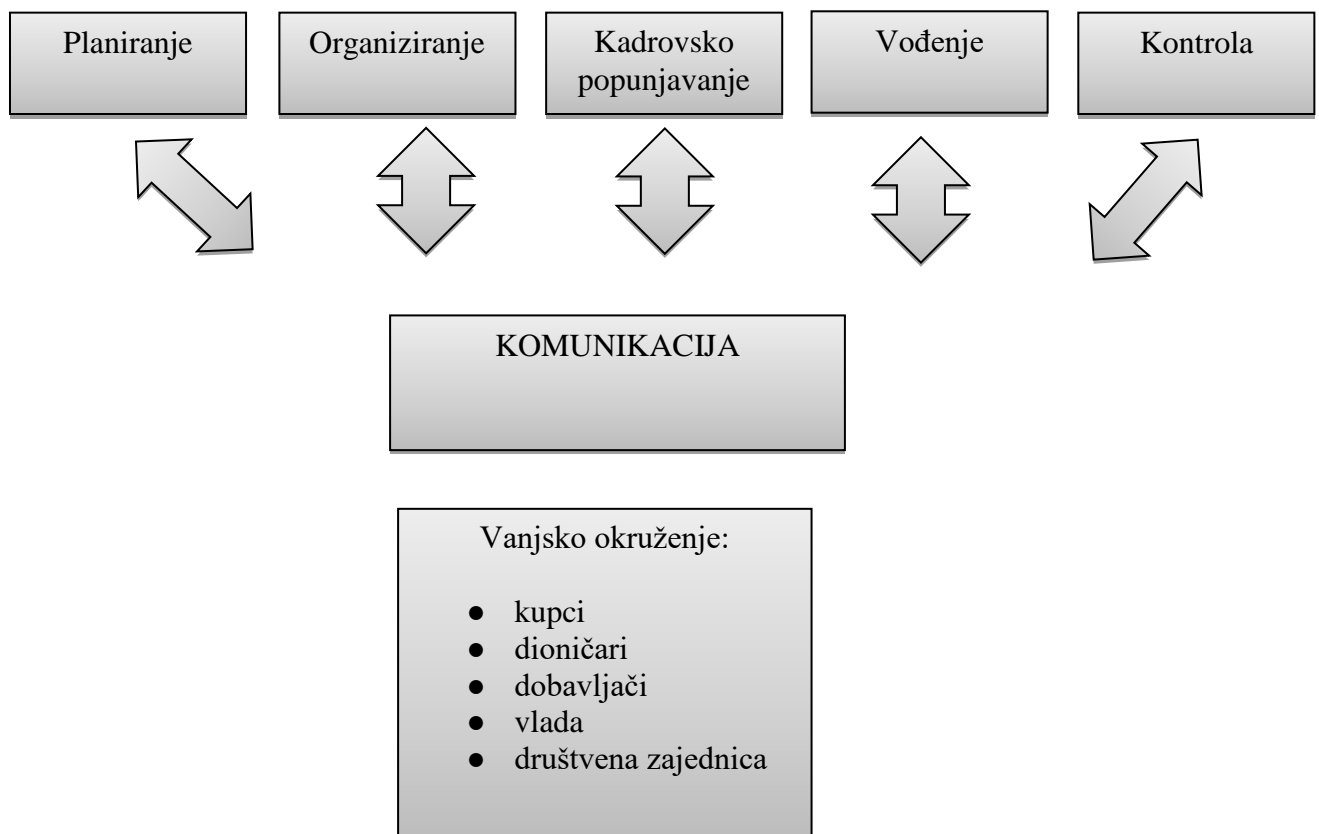 Planiranje
Organiziranje
Kadrovsko
popunjavanje
Vođenje
Kontrola
KOMUNIKACIJA
Vanjsko okruženje:
● kupci
● dioničari
● dobavljači
● vlada
● društvena zajednica